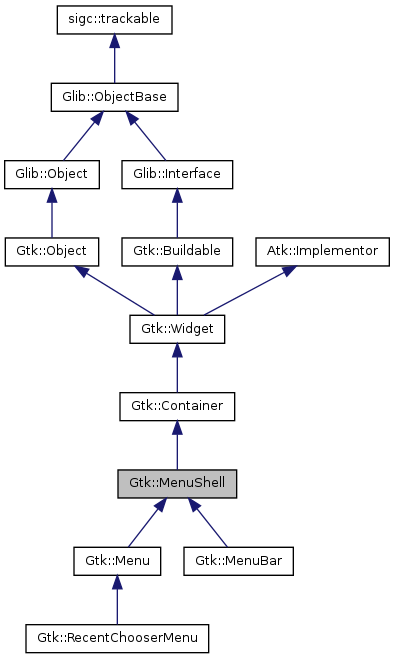 sigc::trackable
Glib::ObjectBase
Glib::Object
Glib::Interface
Gtk::Object
Gtk::Buildable
Atk::Implementor
Gtk::Widget
Gtk::Container
Gtk::MenuShell
Gtk::Menu
Gtk::MenuBar
Gtk::RecentChooserMenu